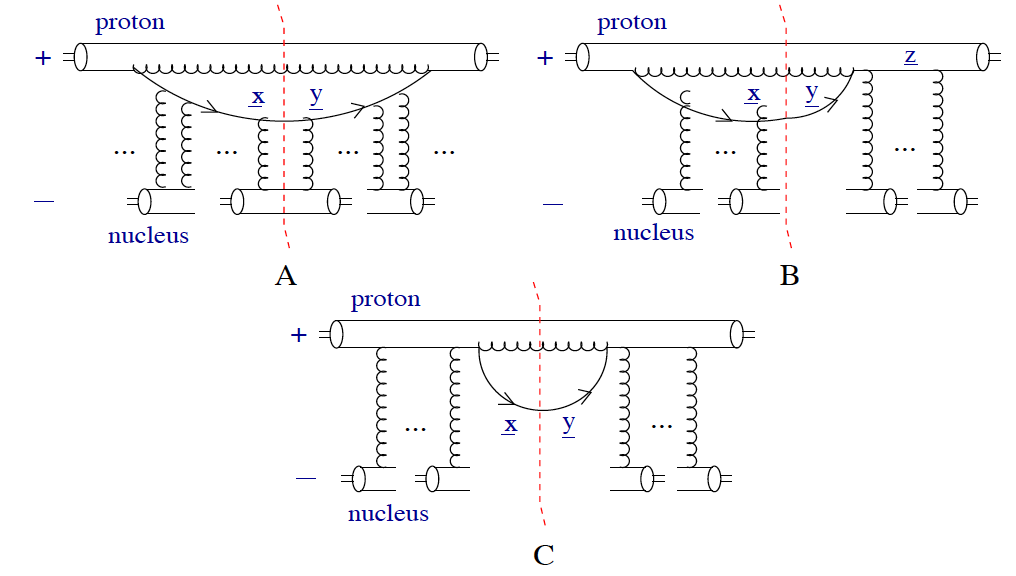 proton
+
x y
... ... ... ...
—
nucleus
A
proton
+
z
x y
... ...
—
nucleus
B
proton
+
... ...
x y
—
nucleus
C